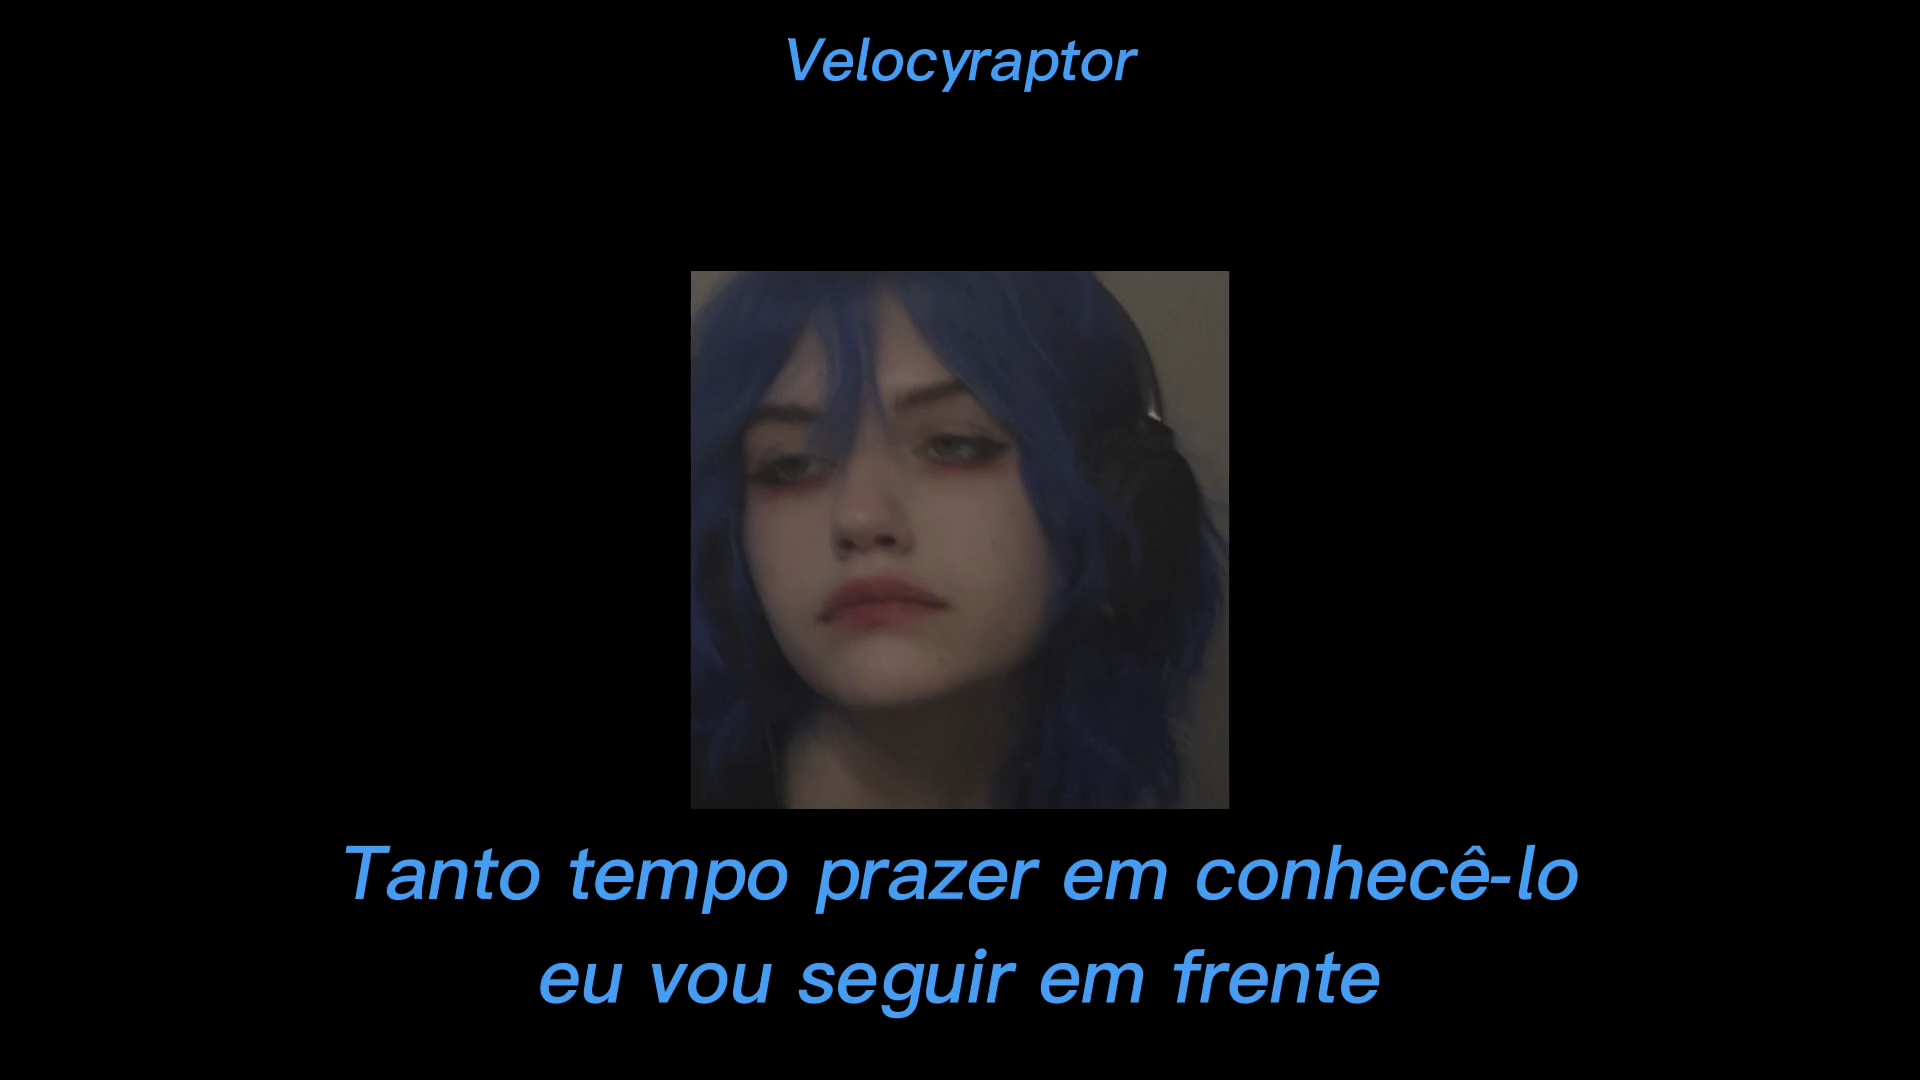 Velocyraptor
Tanto tempo prazer em conhecê-lo
eu vou seguir em frente